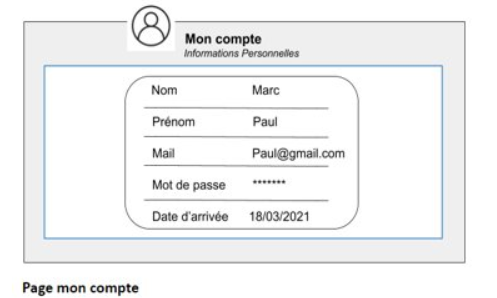 Mon compte
Informations Personnelles
Nom Marc
Prénom Paul
Mail Paul@gmail.com
Mot de passe *******
Date d'arrivée 18/03/2021
Page mon compte